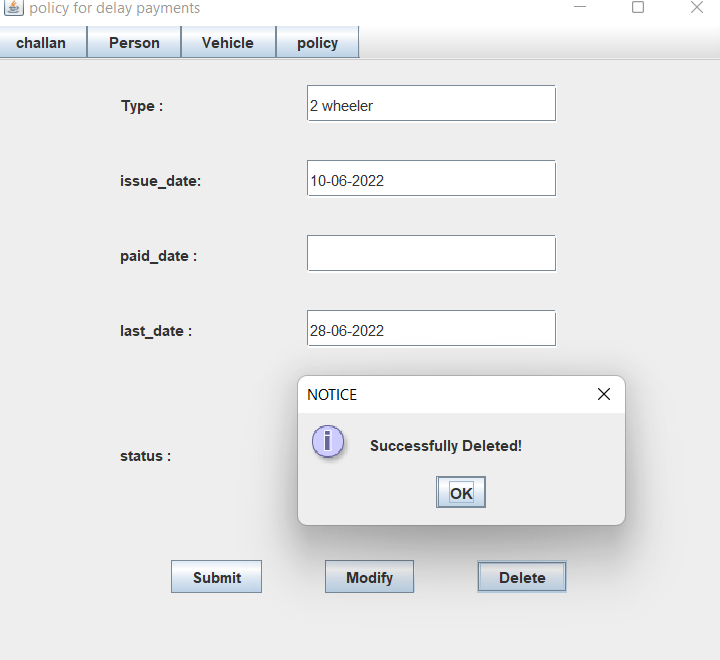 policy for delay payments
challan Person Vehicle policy
Type : 2 wheeler
issue_date: 10-06-2022
paid_date :
last_date : 28-06-2022
NOTICE
Successfully Deleted!
status :
OK
Submit Modify Delete